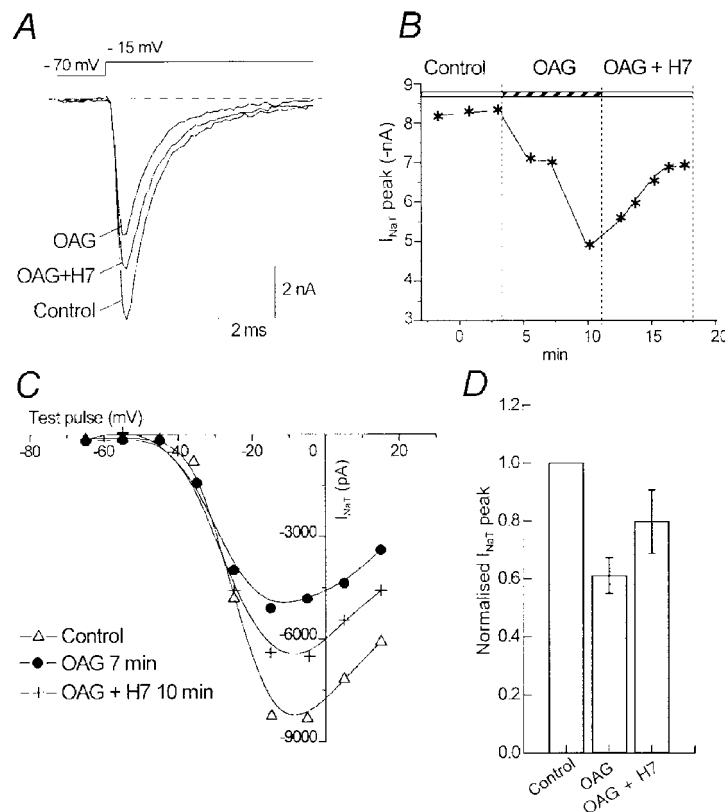 A
- 15 mV
- 70 mV
OAG
OAG+H7
Control
2 nA
2 ms
B
Control OAG OAG + H7
9
8
7
6
5
4
3
I_NaT peak (-nA)
0 5 10 15 20
min
C
Test pulse (mV)
-80 -60 -40 -20 0 20
I_NaT (pA)
-3000
-6000
-9000
Control
OAG 7 min
OAG + H7 10 min
D
1.2
1.0
0.8
0.6
0.4
0.2
0.0
Normalised I_NaT peak
Control
OAG
OAG + H7